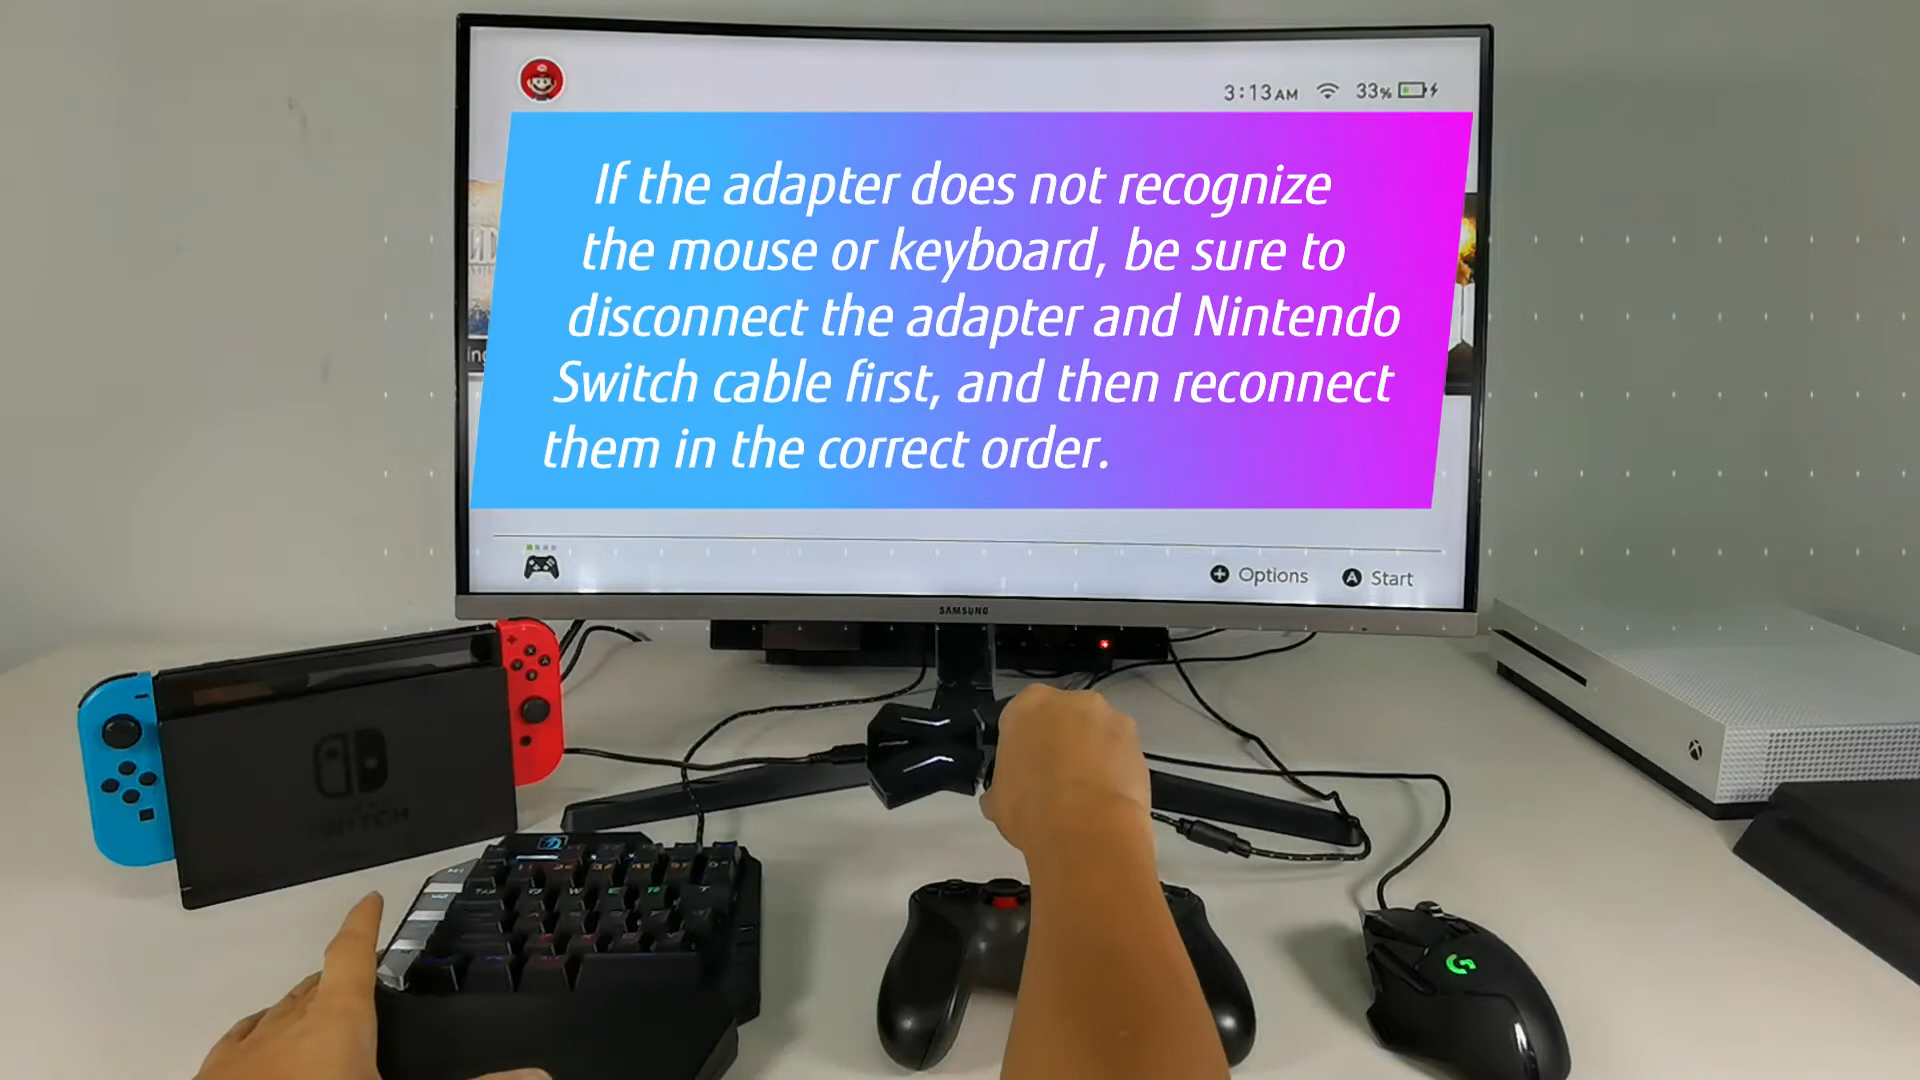 3:13AM 33%
If the adapter does not recognize
the mouse or keyboard, be sure to
disconnect the adapter and Nintendo
Switch cable first, and then reconnect
them in the correct order.
Options A Start
SAMSUNG
SWITCH